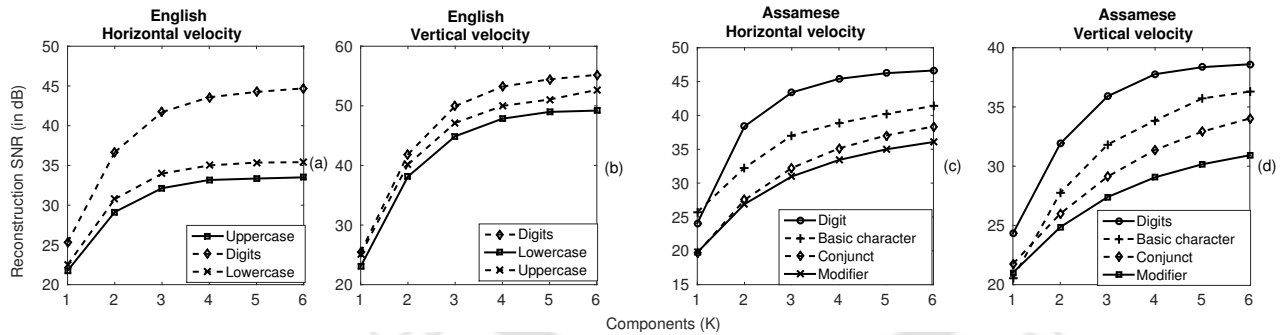 English
Horizontal velocity
Reconstruction SNR (in dB)
50
45
40
35
30
25
20
1 2 3 4 5 6
Uppercase
Digits
Lowercase
(a)
English
Vertical velocity
60
50
40
30
20
1 2 3 4 5 6
Digits
Lowercase
Uppercase
(b)
Assamese
Horizontal velocity
50
45
40
35
30
25
20
15
1 2 3 4 5 6
Digit
Basic character
Conjunct
Modifier
(c)
Assamese
Vertical velocity
40
35
30
25
20
1 2 3 4 5 6
Digits
Basic character
Conjunct
Modifier
(d)
Components (K)